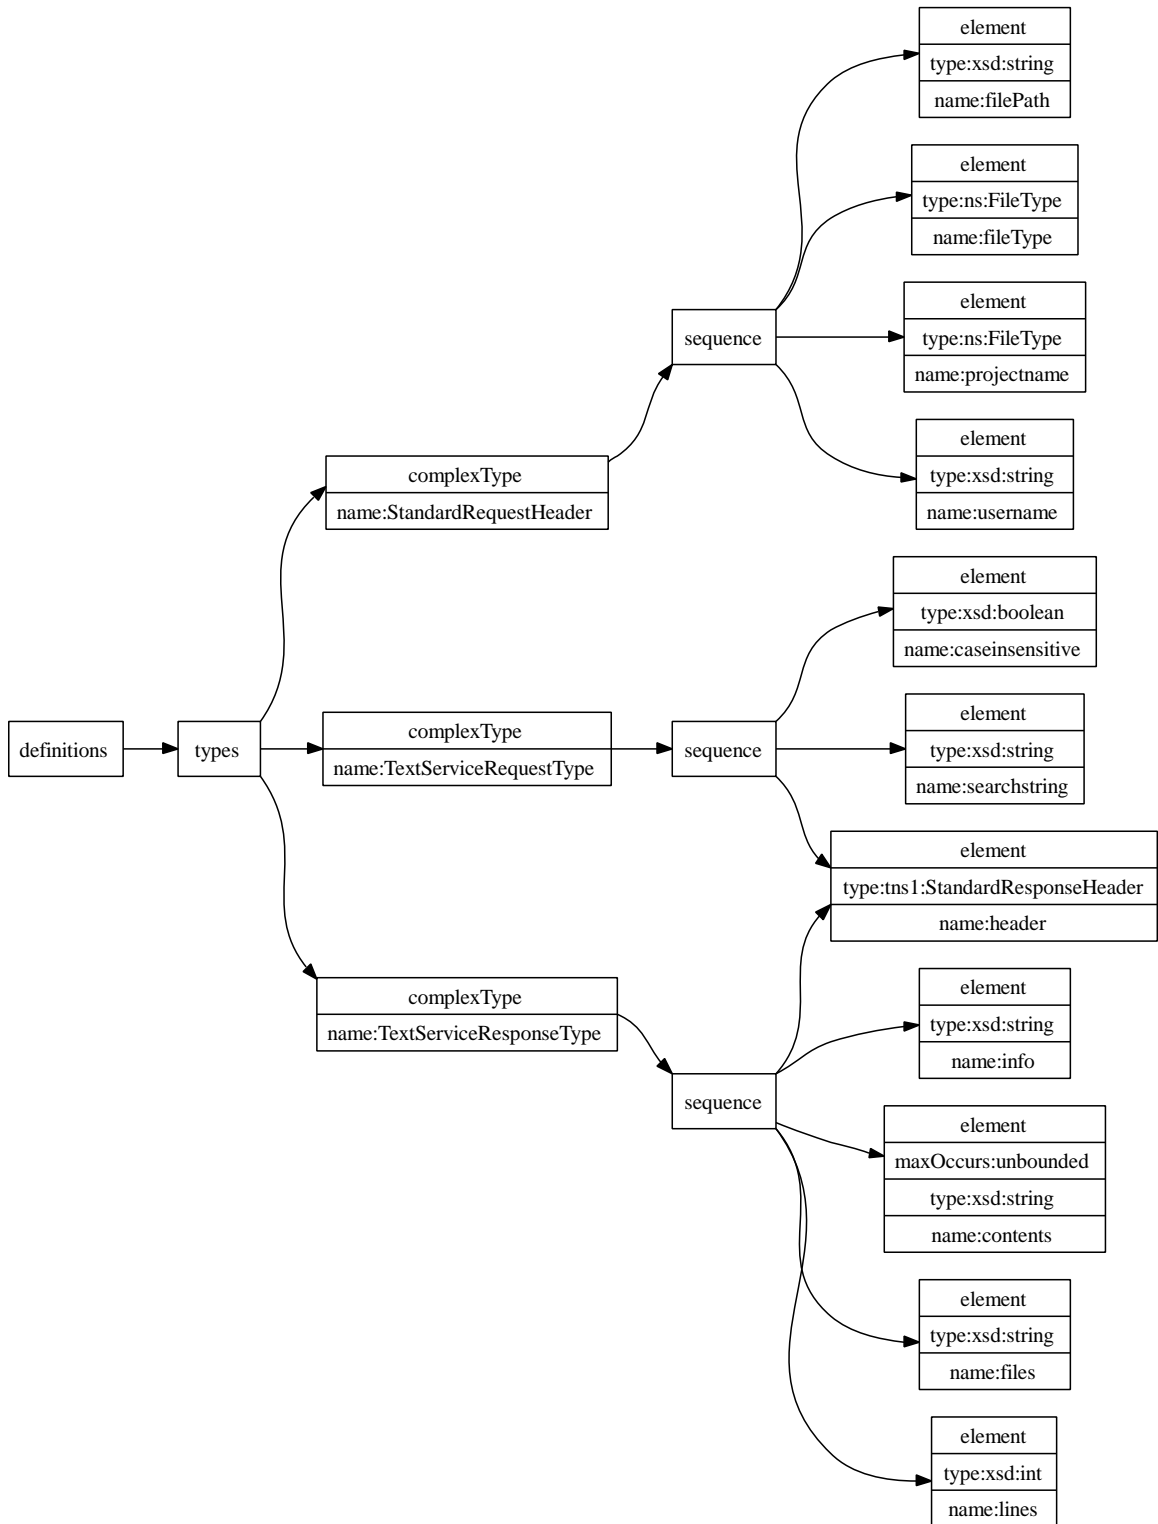 element
type:xsd:string
name:filePath
element
type:ns:FileType
name:fileType
element
type:ns:FileType
name:projectname
sequence
element
type:xsd:string
name:username
complexType
name:StandardRequestHeader
element
type:xsd:boolean
name:caseinsensitive
element
type:xsd:string
name:searchstring
definitions
types
complexType
name:TextServiceRequestType
sequence
element
type:tns1:StandardResponseHeader
name:header
complexType
name:TextServiceResponseType
element
type:xsd:string
name:info
sequence
element
maxOccurs:unbounded
type:xsd:string
name:contents
element
type:xsd:string
name:files
element
type:xsd:int
name:lines